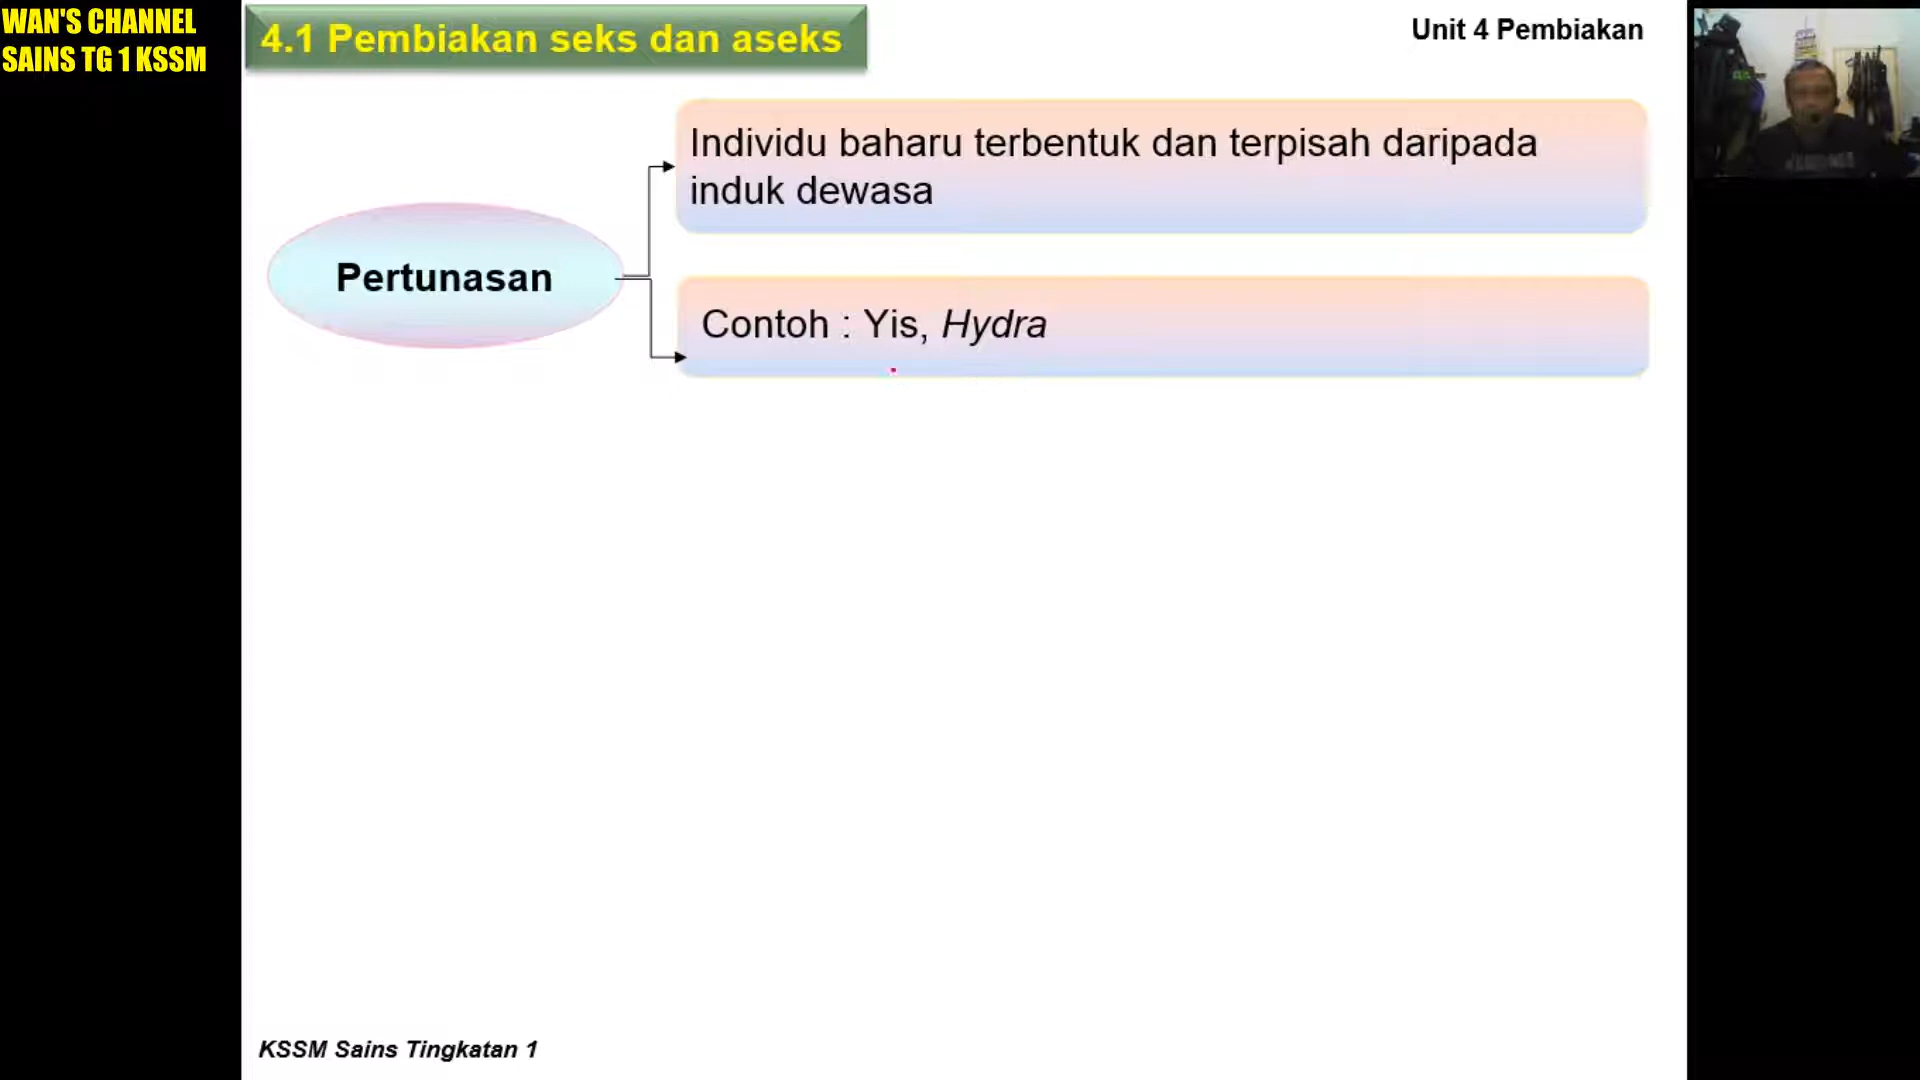 WAN'S CHANNEL
SAINS TG 1 KSSM
4.1 Pembiakan seks dan aseks
Unit 4 Pembiakan
Individu baharu terbentuk dan terpisah daripada
induk dewasa
Pertunasan
Contoh : Yis, Hydra
KSSM Sains Tingkatan 1